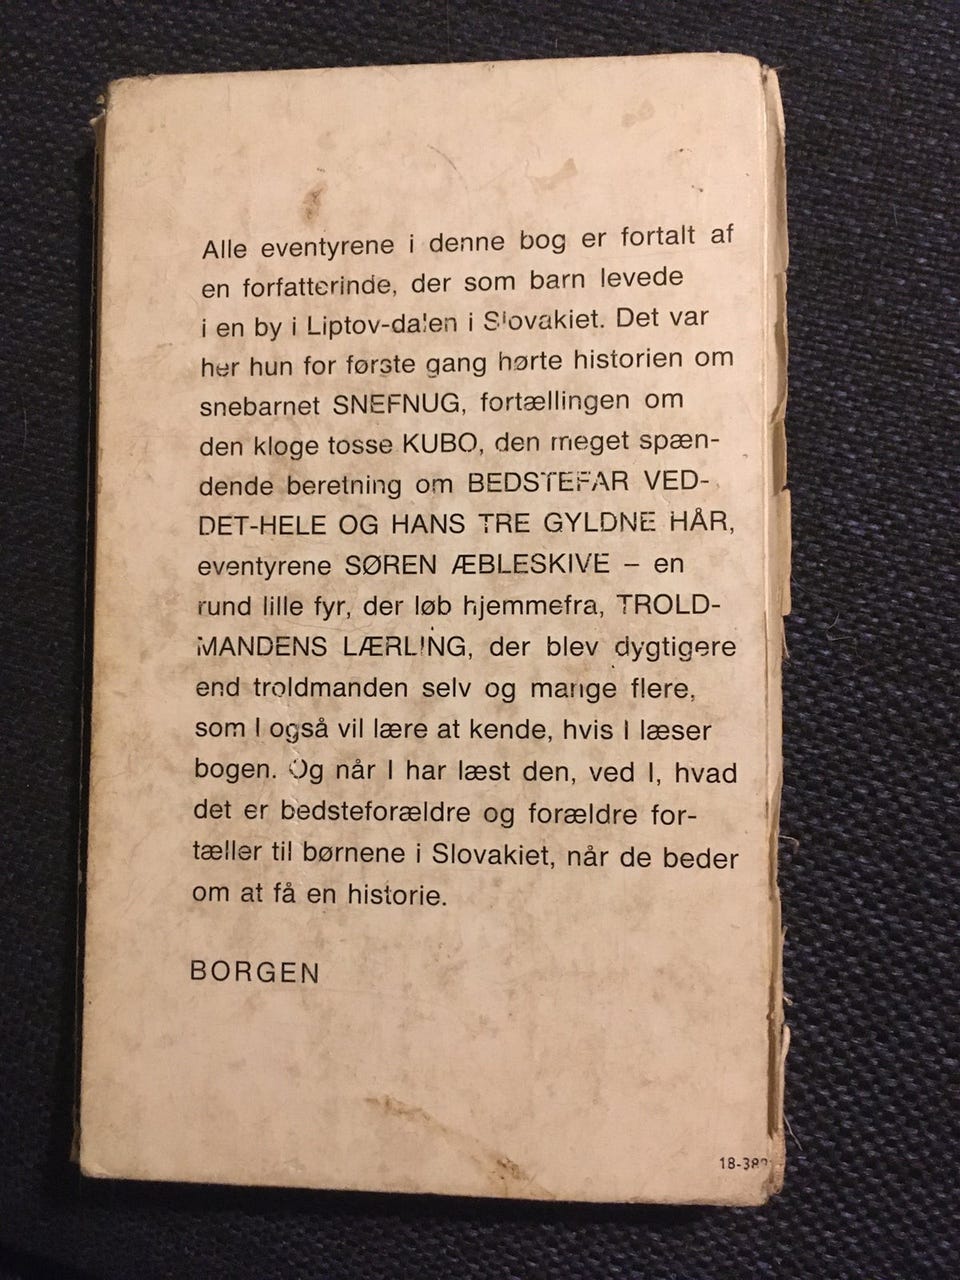 Alle eventyrene i denne bog er fortalt af
en forfatterinde, der som barn levede
i en by i Liptov-dalen i Slovakiet. Det var
her hun for første gang hørte historien om
snebarnet SNEFNUG, fortællingen om
den kloge tosse KUBO, den meget spæn-
dende beretning om BEDSTEFAR VED-
DET-HELE OG HANS TRE GYLDNE HÅR,
eventyrene SØREN ÆBLESKIVE – en
rund lille fyr, der løb hjemmefra, TROLD-
MANDENS LÆRLING, der blev dygtigere
end troldmanden selv og mange flere,
som I også vil lære at kende, hvis I læser
bogen. Og når I har læst den, ved I, hvad
det er bedsteforældre og forældre for-
tæller til børnene i Slovakiet, når de beder
om at få en historie.
BORGEN